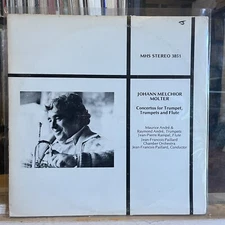 MHS STEREO 3851
JOHANN MELCHIOR
MOLTER
Concertos for Trumpet,
Trumpets and Flute
Maurice André &
Raymond André, Trumpets
Jean-Pierre Rampal, Flute
Jean-François Paillard
Chamber Orchestra
Jean-François Paillard, Conductor